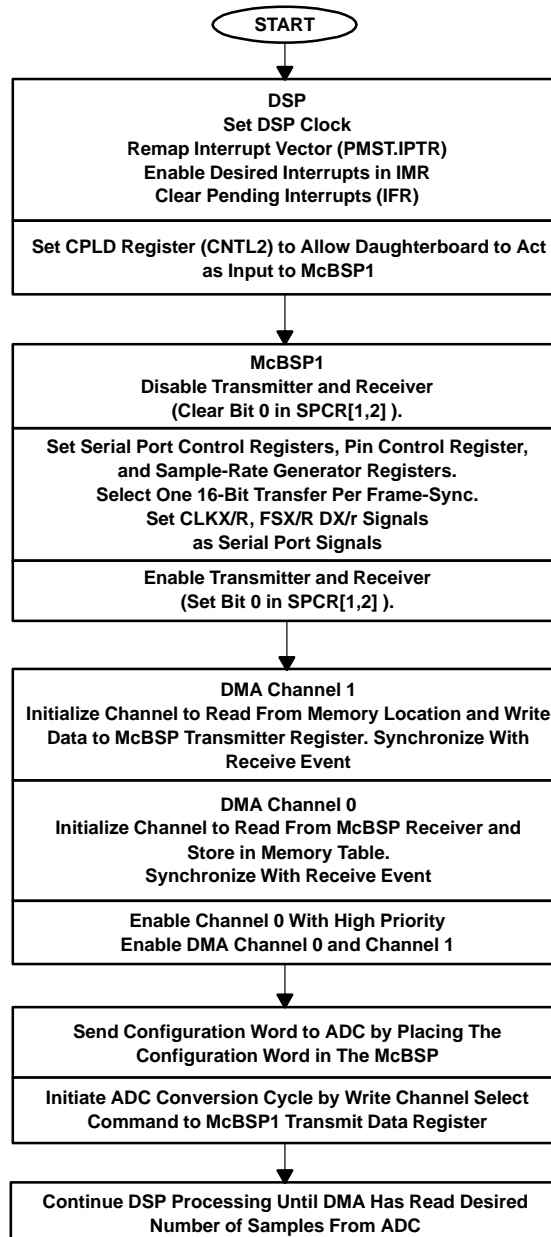 START
DSP
Set DSP Clock
Remap Interrupt Vector (PMST.IPTR)
Enable Desired Interrupts in IMR
Clear Pending Interrupts (IFR)
Set CPLD Register (CNTL2) to Allow Daughterboard to Act
as Input to McBSP1
McBSP1
Disable Transmitter and Receiver
(Clear Bit 0 in SPCR[1,2] ).
Set Serial Port Control Registers, Pin Control Register,
and Sample-Rate Generator Registers.
Select One 16-Bit Transfer Per Frame-Sync.
Set CLKX/R, FSX/R DX/r Signals
as Serial Port Signals
Enable Transmitter and Receiver
(Set Bit 0 in SPCR[1,2] ).
DMA Channel 1
Initialize Channel to Read From Memory Location and Write
Data to McBSP Transmitter Register. Synchronize With
Receive Event
DMA Channel 0
Initialize Channel to Read From McBSP Receiver and
Store in Memory Table.
Synchronize With Receive Event
Enable Channel 0 With High Priority
Enable DMA Channel 0 and Channel 1
Send Configuration Word to ADC by Placing The
Configuration Word in The McBSP
Initiate ADC Conversion Cycle by Write Channel Select
Command to McBSP1 Transmit Data Register
Continue DSP Processing Until DMA Has Read Desired
Number of Samples From ADC